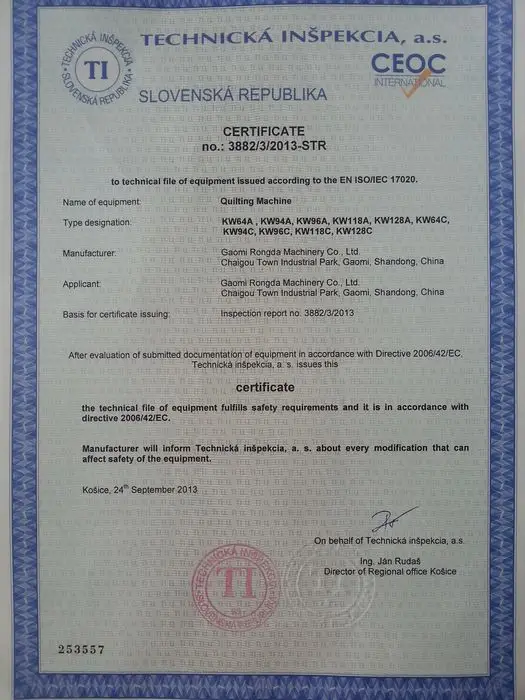 TECHNICKÁ INŠPEKCIA, a.s.
TECHNICKÁ INŠPEKCIA
TI
SLOVENSKÁ REPUBLIKA
CEOC
INTERNATIONAL
SLOVENSKÁ REPUBLIKA
CERTIFICATE
no.: 3882/3/2013-STR
to technical file of equipment issued according to the EN ISO/IEC 17020.
Name of equipment: Quilting Machine
Type designation: KW64A , KW94A, KW96A, KW118A, KW128A, KW64C,
KW94C, KW96C, KW118C, KW128C
Manufacturer: Gaomi Rongda Machinery Co., Ltd.
Chaigou Town Industrial Park, Gaomi, Shandong, China
Applicant: Gaomi Rongda Machinery Co., Ltd.
Chaigou Town Industrial Park, Gaomi, Shandong, China
Basis for certificate issuing: Inspection report no. 3882/3/2013
After evaluation of submitted documentation of equipment in accordance with Directive 2006/42/EC,
Technická inšpekcia, a. s. issues this
certificate
the technical file of equipment fulfills safety requirements and it is in accordance with
directive 2006/42/EC.
Manufacturer will inform Technická inšpekcia, a. s. about every modification that can
affect safety of the equipment.
Košice, 24th September 2013
On behalf of Technická inšpekcia, a.s.
Ing. Ján Rudaš
Director of Regional office Košice
TECHNICKÁ INŠPEKCIA
TI
SLOVENSKÁ REPUBLIKA
253557